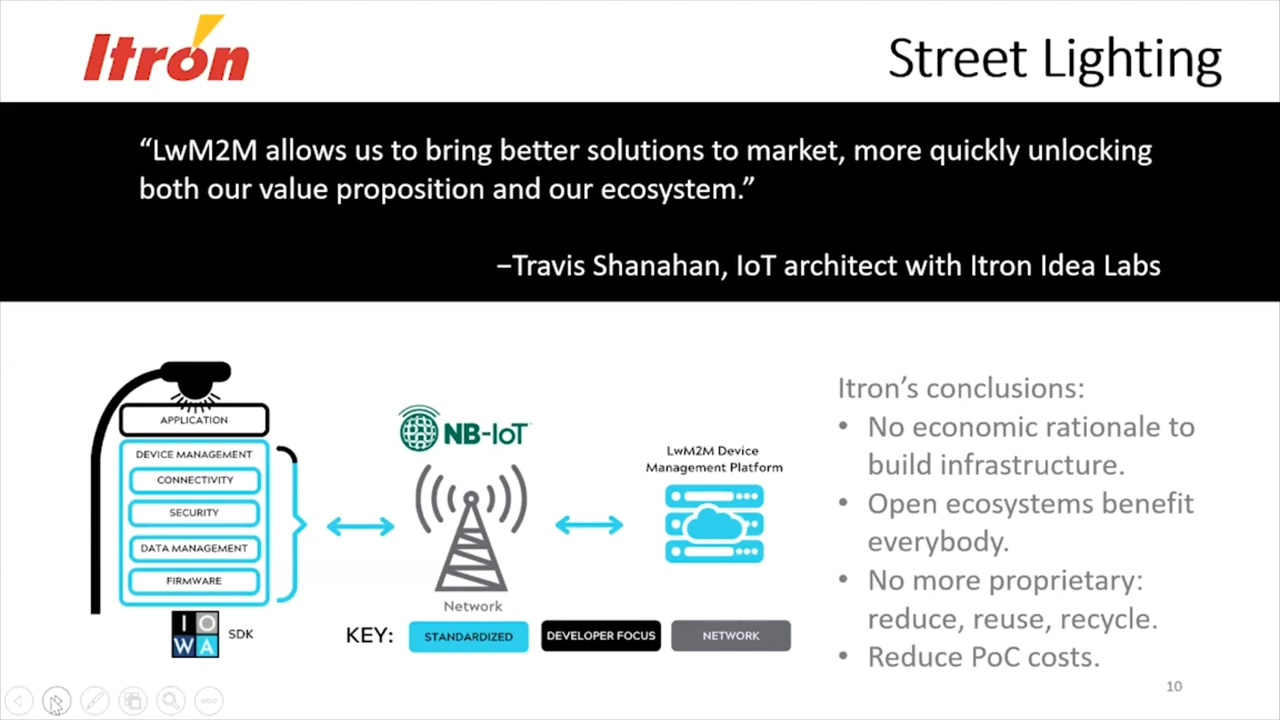 Itron
Street Lighting
“LwM2M allows us to bring better solutions to market, more quickly unlocking
both our value proposition and our ecosystem.”
–Travis Shanahan, IoT architect with Itron Idea Labs
APPLICATION
DEVICE MANAGEMENT
CONNECTIVITY
SECURITY
DATA MANAGEMENT
FIRMWARE
IOWA
SDK
NB-IoT
Network
LwM2M Device
Management Platform
KEY:
STANDARDIZED
DEVELOPER FOCUS
NETWORK
Itron’s conclusions:
• No economic rationale to
build infrastructure.
• Open ecosystems benefit
everybody.
• No more proprietary:
reduce, reuse, recycle.
• Reduce PoC costs.
10